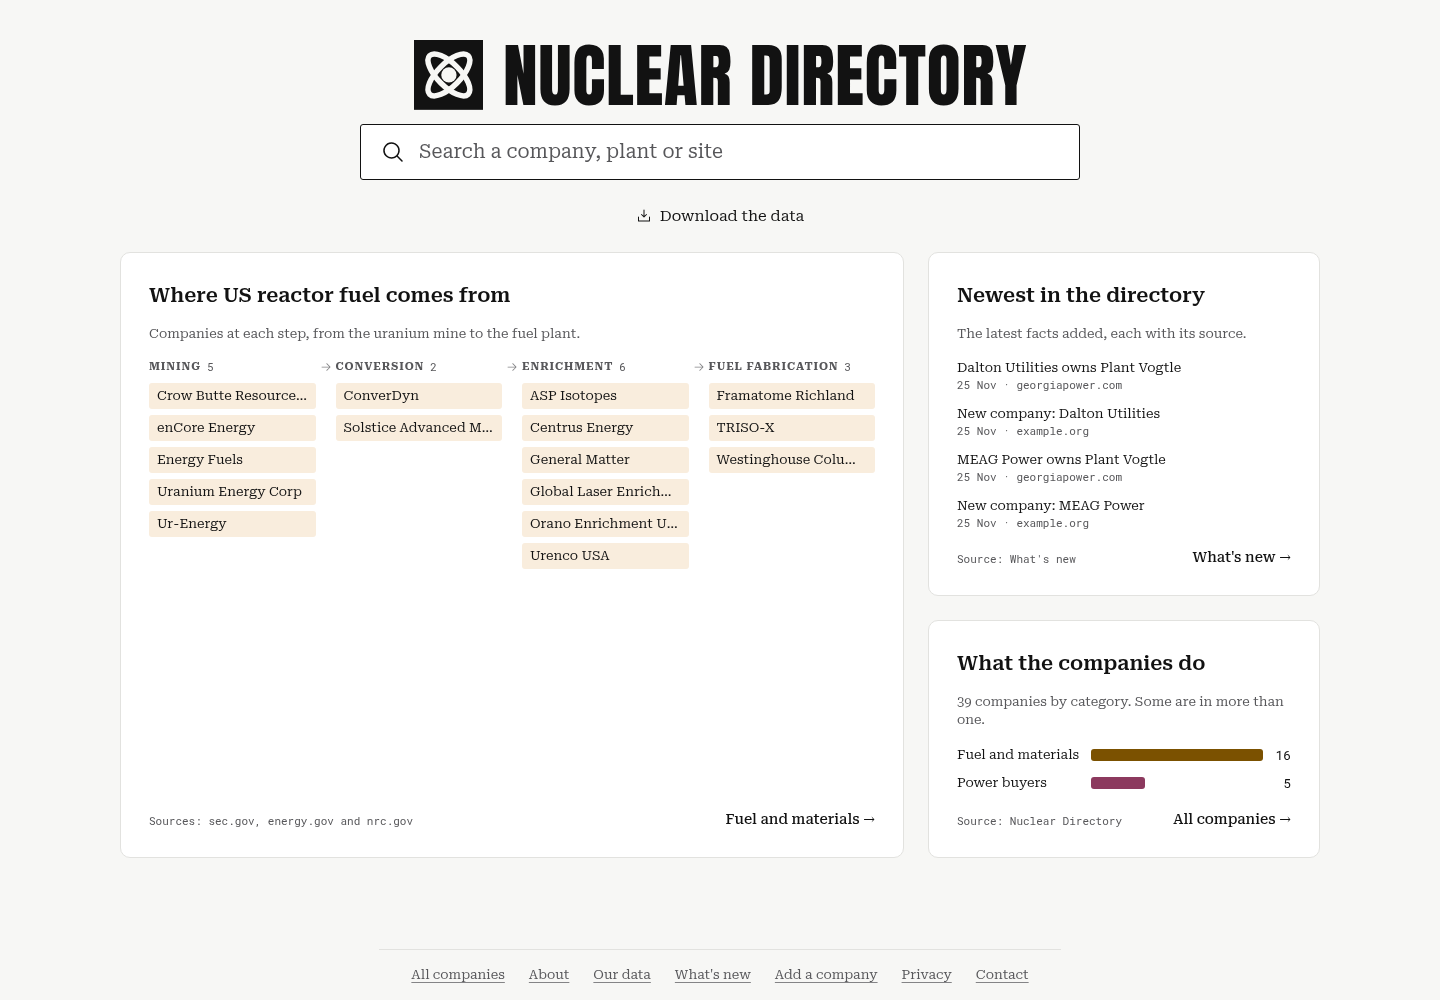 NUCLEAR DIRECTORY
Search a company, plant or site
Download the data
Where US reactor fuel comes from
Companies at each step, from the uranium mine to the fuel plant.
MINING 5
Crow Butte Resource...
enCore Energy
Energy Fuels
Uranium Energy Corp
Ur-Energy
→ CONVERSION 2
ConverDyn
Solstice Advanced M...
→ ENRICHMENT 6
ASP Isotopes
Centrus Energy
General Matter
Global Laser Enrich...
Orano Enrichment U...
Urenco USA
→ FUEL FABRICATION 3
Framatome Richland
TRISO-X
Westinghouse Colu...
Sources: sec.gov, energy.gov and nrc.gov
Fuel and materials →
Newest in the directory
The latest facts added, each with its source.
Dalton Utilities owns Plant Vogtle
25 Nov · georgiapower.com
New company: Dalton Utilities
25 Nov · example.org
MEAG Power owns Plant Vogtle
25 Nov · georgiapower.com
New company: MEAG Power
25 Nov · example.org
Source: What's new
What's new →
What the companies do
39 companies by category. Some are in more than
one.
Fuel and materials 16
Power buyers 5
Source: Nuclear Directory
All companies →
All companies About Our data What's new Add a company Privacy Contact